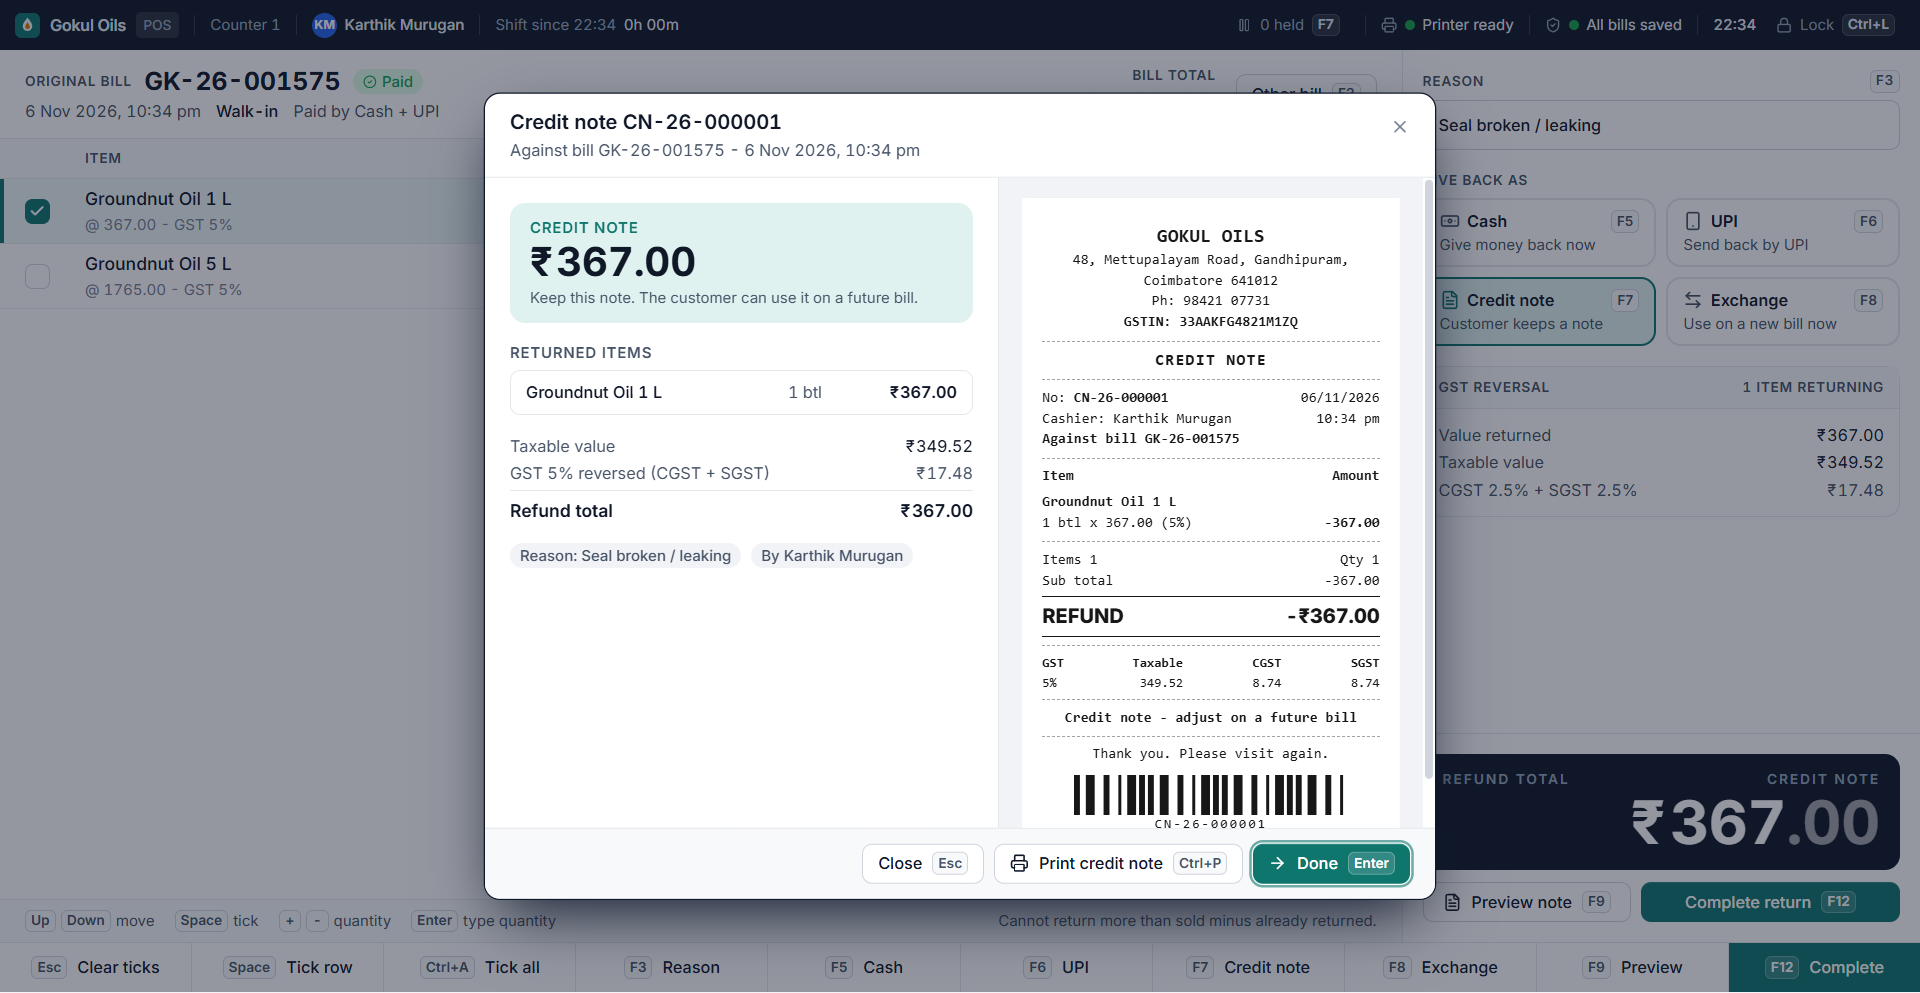 Gokul Oils POS Counter 1 KM Karthik Murugan Shift since 22:34 0h 00m 0 held F7 Printer ready All bills saved 22:34 Lock Ctrl+L
ORIGINAL BILL GK-26-001575 Paid
6 Nov 2026, 10:34 pm Walk-in Paid by Cash + UPI
BILL TOTAL
ITEM
Groundnut Oil 1 L
@ 367.00 - GST 5%
Groundnut Oil 5 L
@ 1765.00 - GST 5%
Credit note CN-26-000001
Against bill GK-26-001575 - 6 Nov 2026, 10:34 pm
CREDIT NOTE
₹367.00
Keep this note. The customer can use it on a future bill.
RETURNED ITEMS
Groundnut Oil 1 L 1 btl ₹367.00
Taxable value ₹349.52
GST 5% reversed (CGST + SGST) ₹17.48
Refund total ₹367.00
Reason: Seal broken / leaking By Karthik Murugan
GOKUL OILS
48, Mettupalayam Road, Gandhipuram,
Coimbatore 641012
Ph: 98421 07731
GSTIN: 33AAKFG4821M1ZQ
CREDIT NOTE
No: CN-26-000001 06/11/2026
Cashier: Karthik Murugan 10:34 pm
Against bill GK-26-001575
Item Amount
Groundnut Oil 1 L
1 btl x 367.00 (5%) -367.00
Items 1 Qty 1
Sub total -367.00
REFUND -₹367.00
GST Taxable CGST SGST
5% 349.52 8.74 8.74
Credit note - adjust on a future bill
Thank you. Please visit again.
CN-26-000001
Close Esc Print credit note Ctrl+P Done Enter
REASON F3
Seal broken / leaking
BACK AS
Cash F5
Give money back now
UPI F6
Send back by UPI
Credit note F7
Customer keeps a note
Exchange F8
Use on a new bill now
GST REVERSAL 1 ITEM RETURNING
Value returned ₹367.00
Taxable value ₹349.52
CGST 2.5% + SGST 2.5% ₹17.48
REFUND TOTAL CREDIT NOTE
₹367.00
Preview note F9 Complete return F12
Up Down move Space tick + - quantity Enter type quantity Cannot return more than sold minus already returned.
Esc Clear ticks Space Tick row Ctrl+A Tick all F3 Reason F5 Cash F6 UPI F7 Credit note F8 Exchange F9 Preview F12 Complete